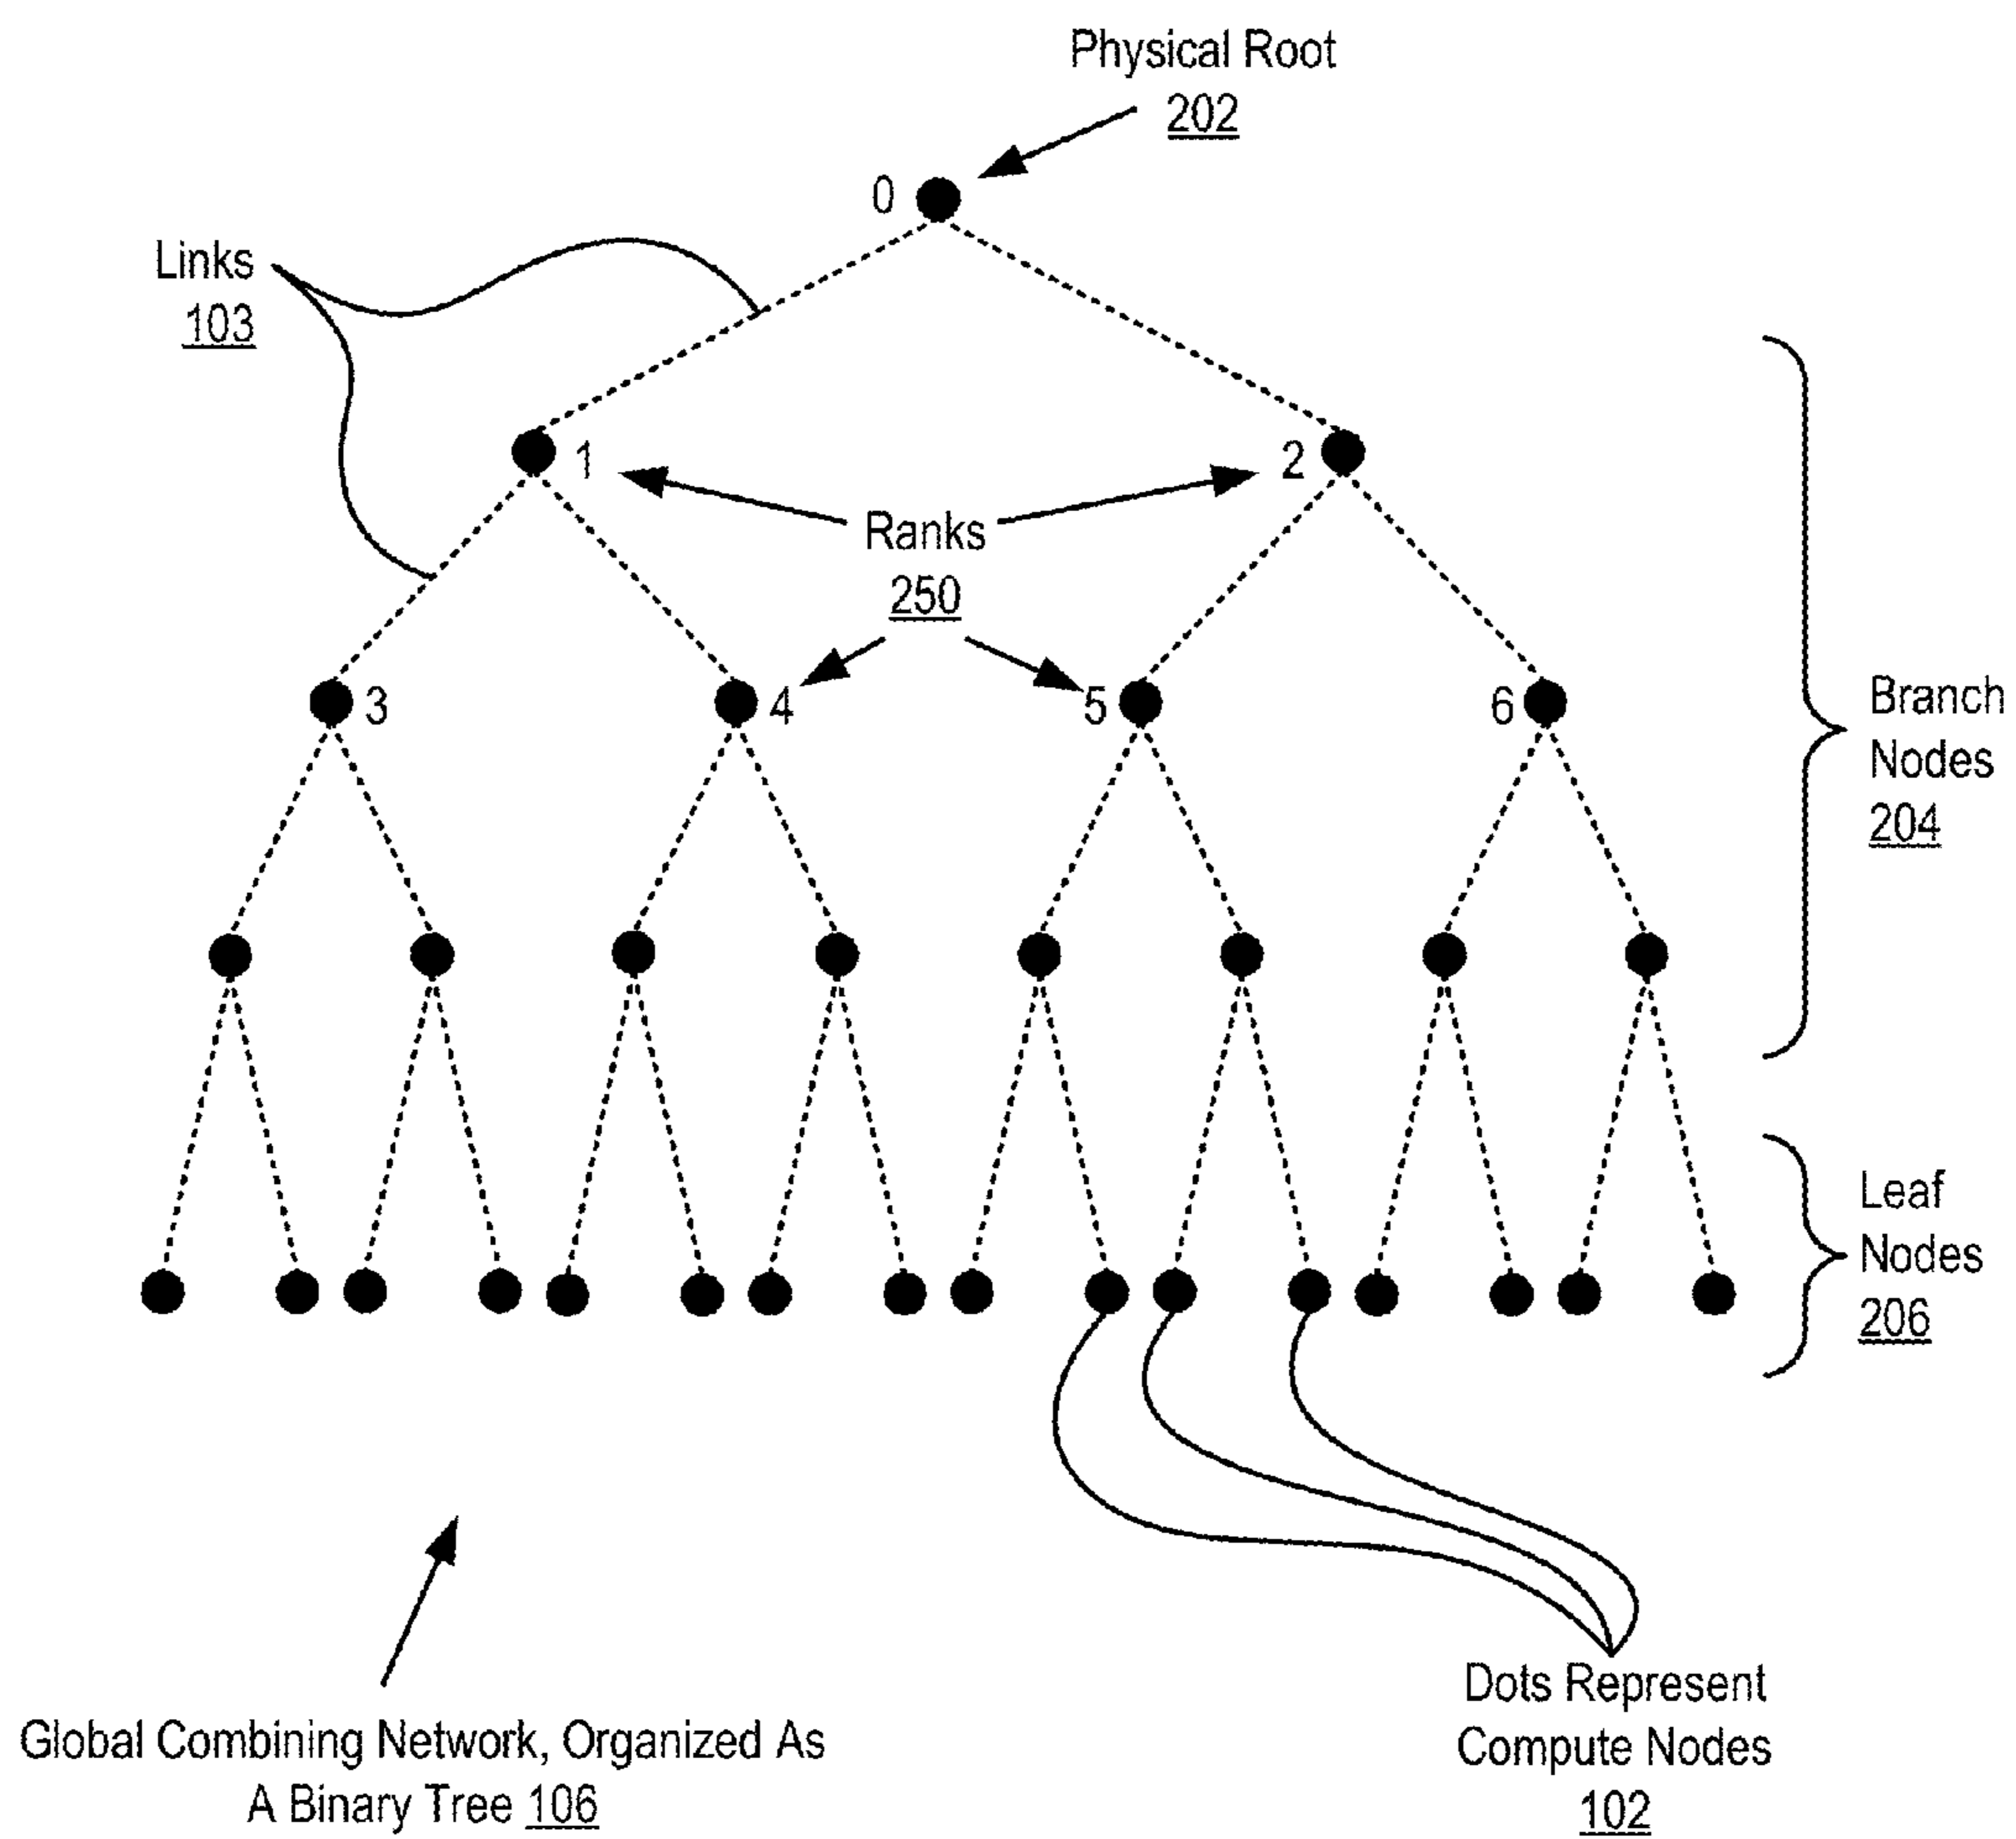 Physical Root
202
0
Links
103
1
2
Ranks
250
3
4
5
6
Branch
Nodes
204
Leaf
Nodes
206
Global Combining Network, Organized As
A Binary Tree 106
Dots Represent
Compute Nodes
102